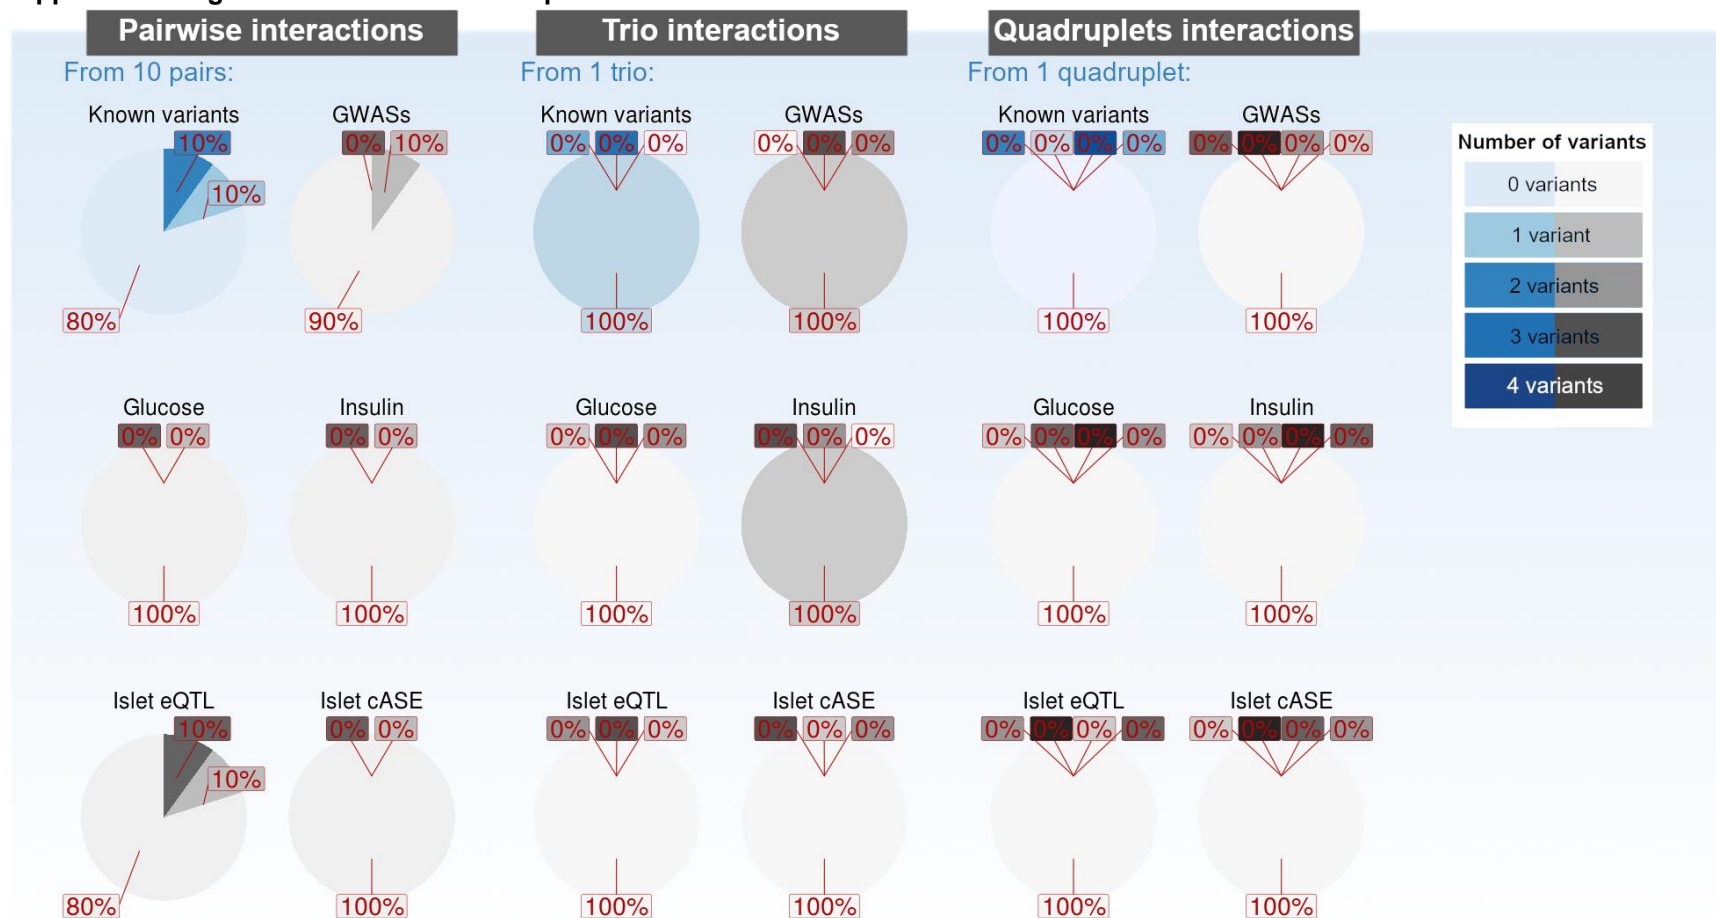 Pairwise interactions Trio interactions Quadruplets interactions
From 10 pairs: From 1 trio: From 1 quadruplet:
Known variants GWASs Known variants GWASs Known variants GWASs
10% 0% 10% 0% 0% 0% 0% 0% 0% 0% 0% 0% 0% 0% 0% 0% 0%
10%
80% 90% 100% 100% 100% 100%
Number of variants
0 variants
1 variant
2 variants
3 variants
4 variants
Glucose Insulin Glucose Insulin Glucose Insulin
0% 0% 0% 0% 0% 0% 0% 0% 0% 0% 0% 0% 0% 0% 0% 0% 0% 0%
100% 100% 100% 100% 100% 100%
Islet eQTL Islet cASE Islet eQTL Islet cASE Islet eQTL Islet cASE
10% 0% 0% 0% 0% 0% 0% 0% 0% 0% 0% 0% 0% 0% 0% 0% 0%
10%
80% 100% 100% 100% 100% 100%